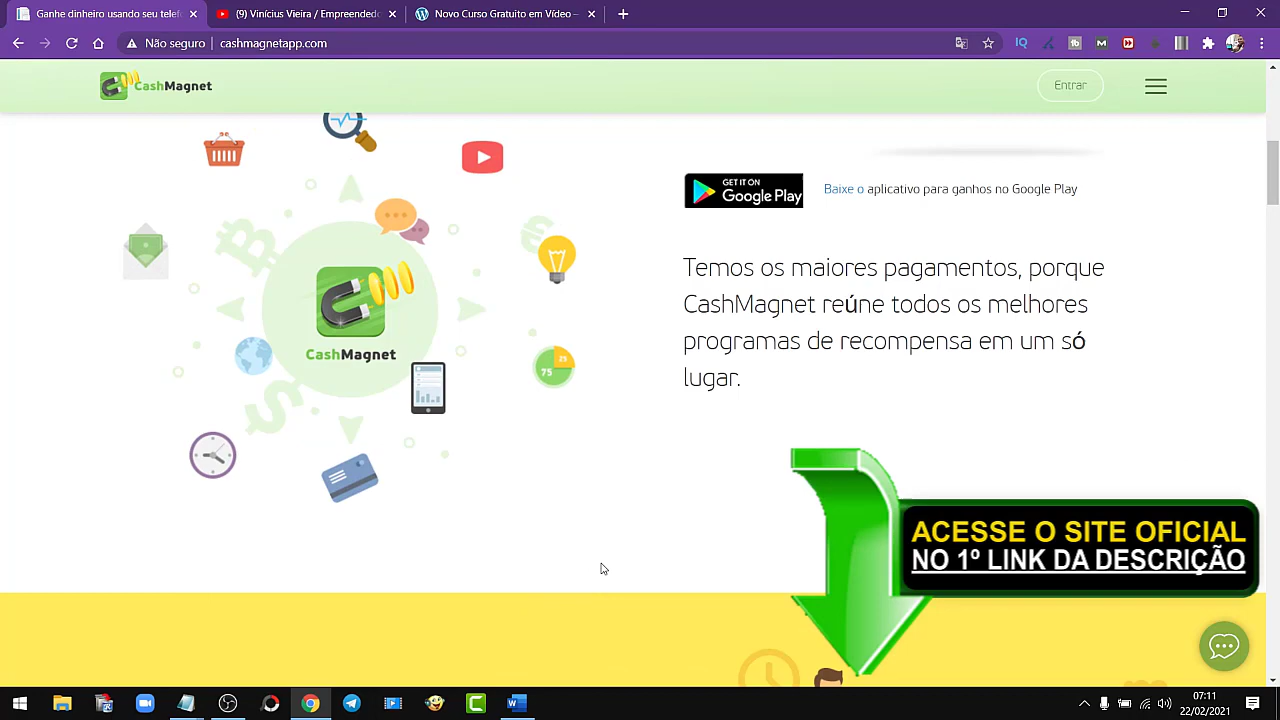 Ganhe dinheiro usando seu telef
(9) Vinícius Vieira / Empreended
Novo Curso Gratuito em Vídeo –
Não seguro
cashmagnetapp.com
IQ
CashMagnet
Entrar
GET IT ON
Google Play
Baixe o aplicativo para ganhos no Google Play
Temos os maiores pagamentos, porque
CashMagnet reúne todos os melhores
programas de recompensa em um só
lugar.
CashMagnet
25
75
ACESSE O SITE OFICIAL
NO 1º LINK DA DESCRIÇÃO
07:11
22/02/2021